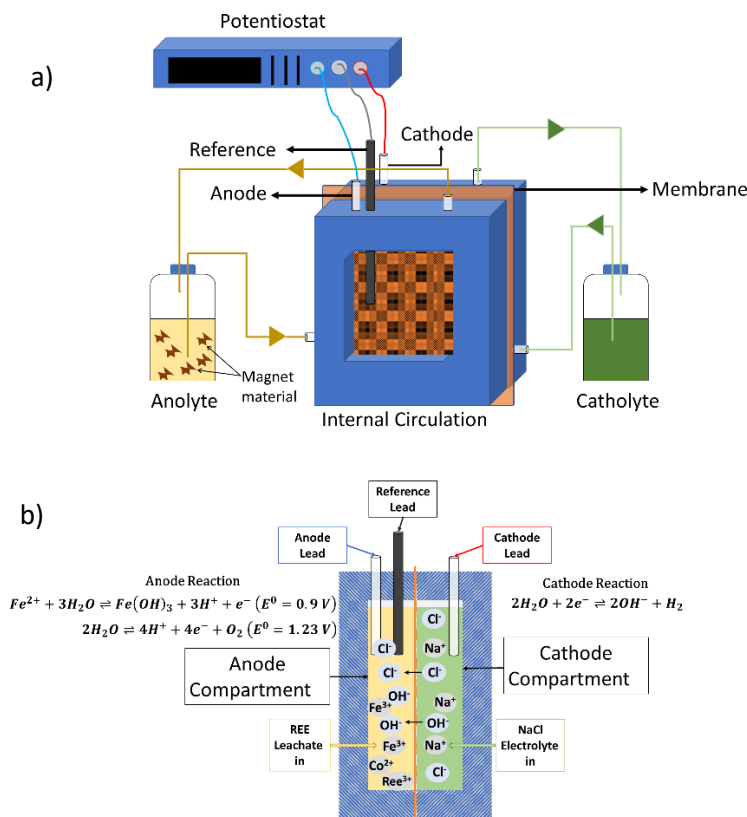 Potentiostat
a)
Reference
Cathode
Anode
Membrane
Magnet
material
Anolyte
Internal Circulation
Catholyte
b)
Reference
Lead
Anode
Lead
Cathode
Lead
Anode Reaction
Fe²⁺ + 3H₂O ⇌ Fe(OH)₃ + 3H⁺ + e⁻ (E⁰ = 0.9 V)
2H₂O ⇌ 4H⁺ + 4e⁻ + O₂ (E⁰ = 1.23 V)
Cathode Reaction
2H₂O + 2e⁻ ⇌ 2OH⁻ + H₂
Anode
Compartment
Cathode
Compartment
REE
Leachate
in
NaCl
Electrolyte
in
Cl⁻
Cl⁻ Na⁺
Cl⁻ Cl⁻
OH⁻ Na⁺
Fe³⁺
OH⁻ OH⁻
Fe³⁺ Na⁺
Co²⁺
Ree³⁺ Cl⁻